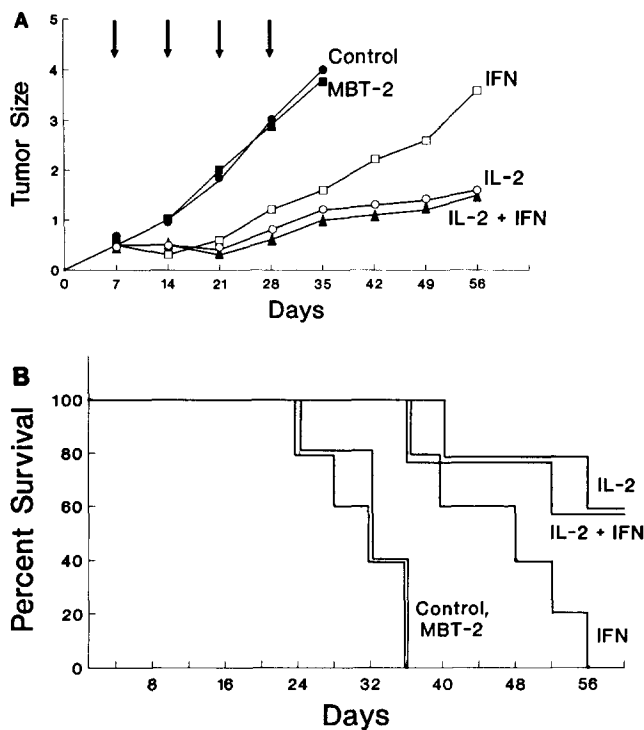 A
5
4
3
2
1
0
Tumor Size
Control
MBT-2
IFN
IL-2
IL-2 + IFN
0 7 14 21 28 35 42 49 56
Days
B
100
80
60
40
20
0
Percent Survival
IL-2
IL-2 + IFN
Control,
MBT-2
IFN
8 16 24 32 40 48 56
Days